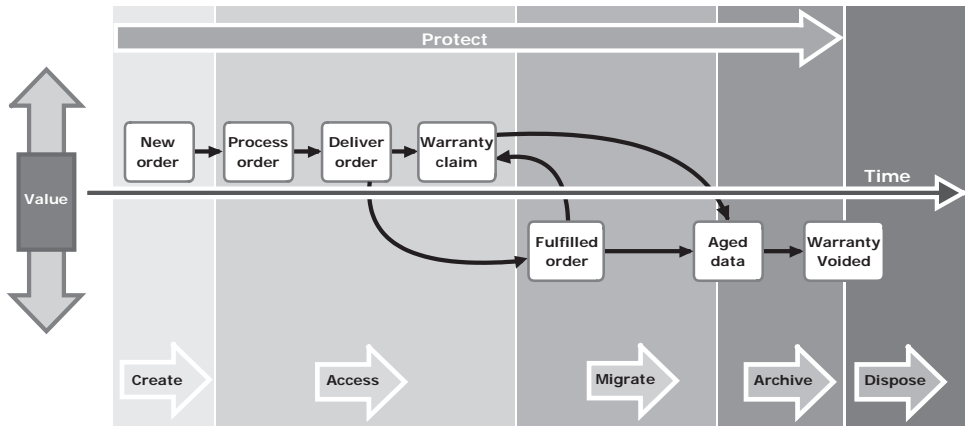 Protect
New
order
Process
order
Deliver
order
Warranty
claim
Time
Value
Fulfilled
order
Aged
data
Warranty
Voided
Create
Access
Migrate
Archive
Dispose